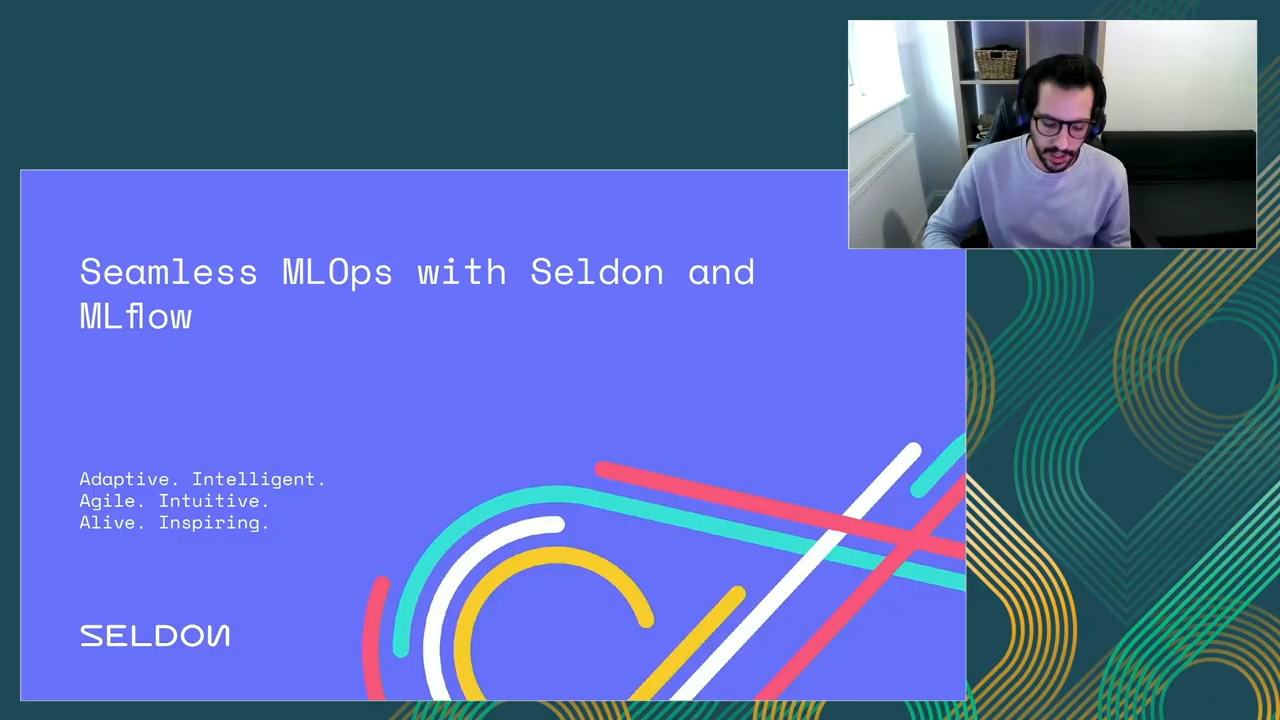 Seamless MLOps with Seldon and
MLflow
Adaptive. Intelligent.
Agile. Intuitive.
Alive. Inspiring.
SELDON